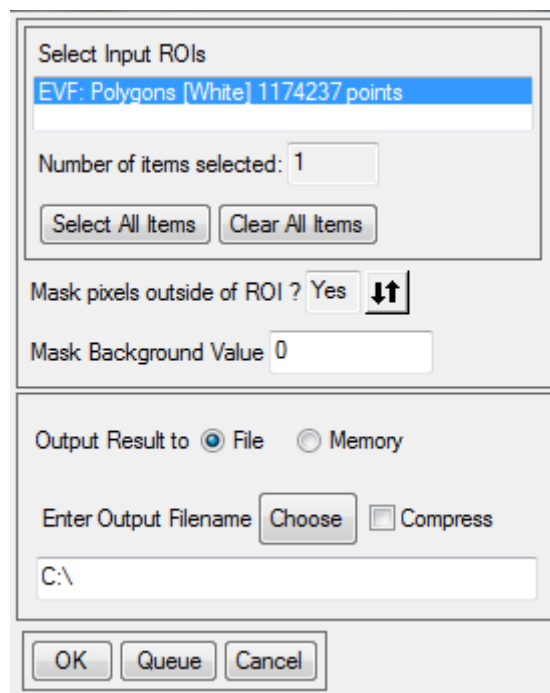 Select Input ROIs
EVF: Polygons [White] 1174237 points
Number of items selected: 1
Select All Items Clear All Items
Mask pixels outside of ROI ? Yes
Mask Background Value 0
Output Result to File Memory
Enter Output Filename Choose Compress
C:\
OK Queue Cancel